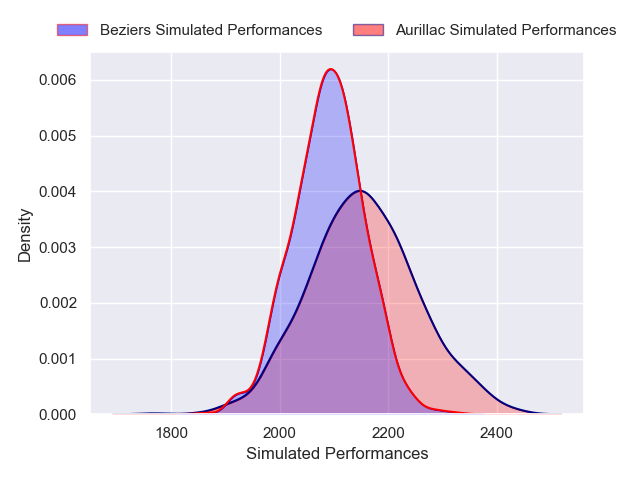 Beziers Simulated Performances Aurillac Simulated Performances
0.006
0.005
0.004
0.003
0.002
0.001
0.000
Density
1800 2000 2200 2400
Simulated Performances